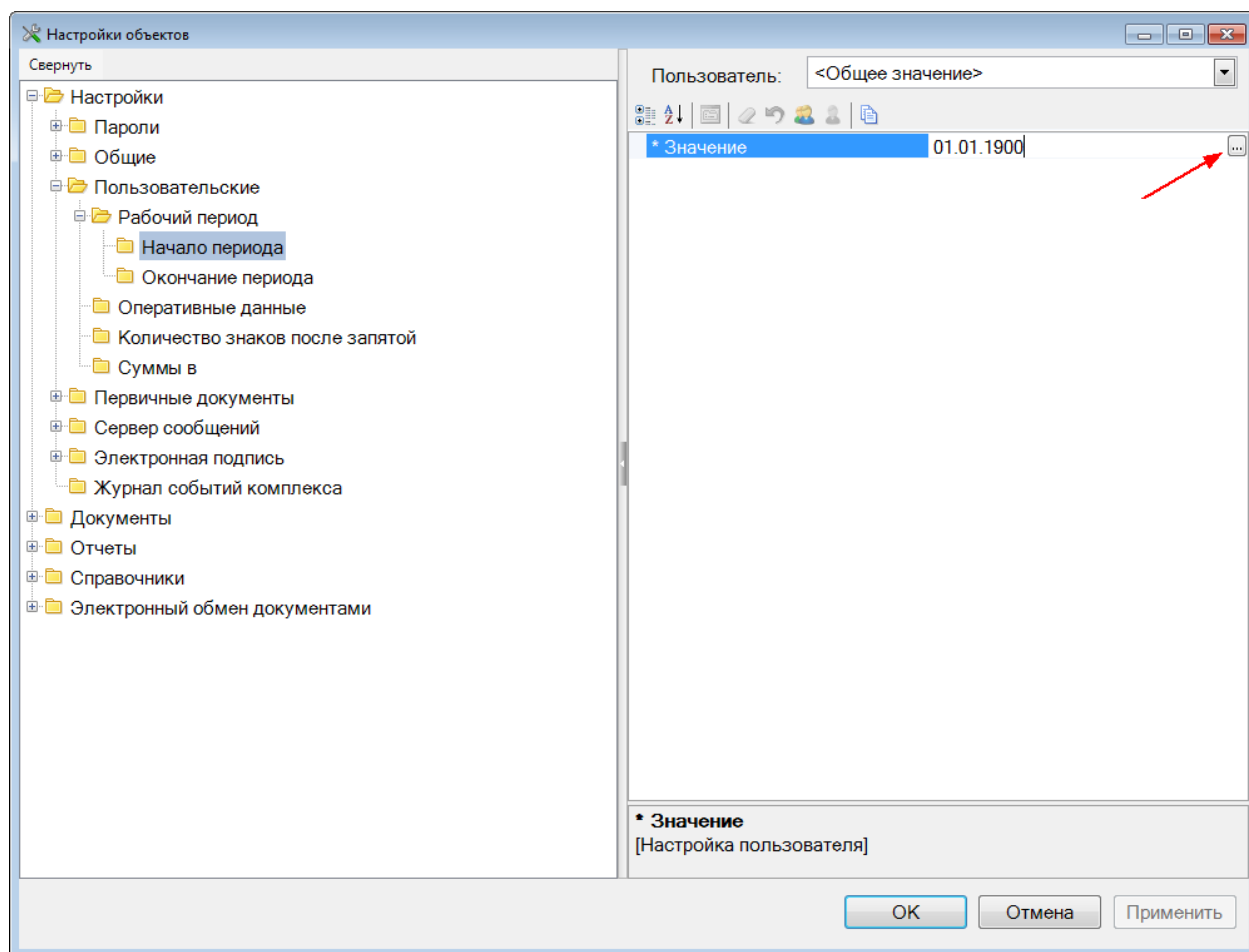 Настройки объектов
Свернуть
Настройки
Пароли
Общие
Пользовательские
Рабочий период
Начало периода
Окончание периода
Оперативные данные
Количество знаков после запятой
Суммы в
Первичные документы
Сервер сообщений
Электронная подпись
Журнал событий комплекса
Документы
Отчеты
Справочники
Электронный обмен документами
Пользователь: <Общее значение>
* Значение 01.01.1900 ...
* Значение
[Настройка пользователя]
OK Отмена Применить